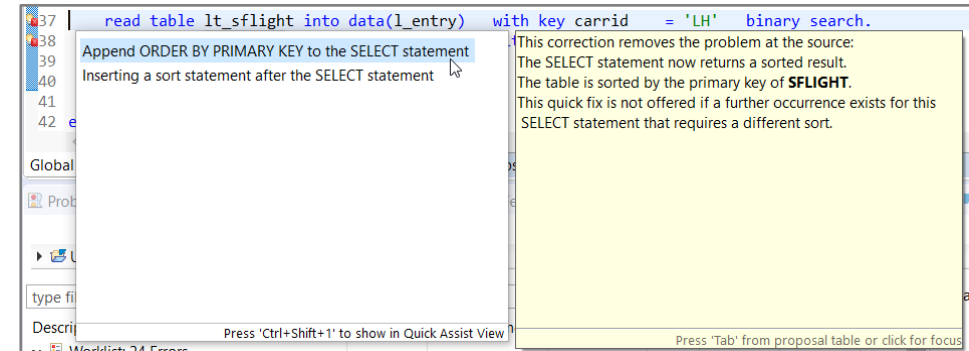 37 read table lt_sflight into data(l_entry) with key carrid = 'LH' binary search.
38
39
40
41
42 e
Append ORDER BY PRIMARY KEY to the SELECT statement
Inserting a sort statement after the SELECT statement
Press 'Ctrl+Shift+1' to show in Quick Assist View
This correction removes the problem at the source:
The SELECT statement now returns a sorted result.
The table is sorted by the primary key of SFLIGHT.
This quick fix is not offered if a further occurrence exists for this
SELECT statement that requires a different sort.
Press 'Tab' from proposal table or click for focus
Global
Prob
U
type fi
Descrip
Worklist: 24 Errors